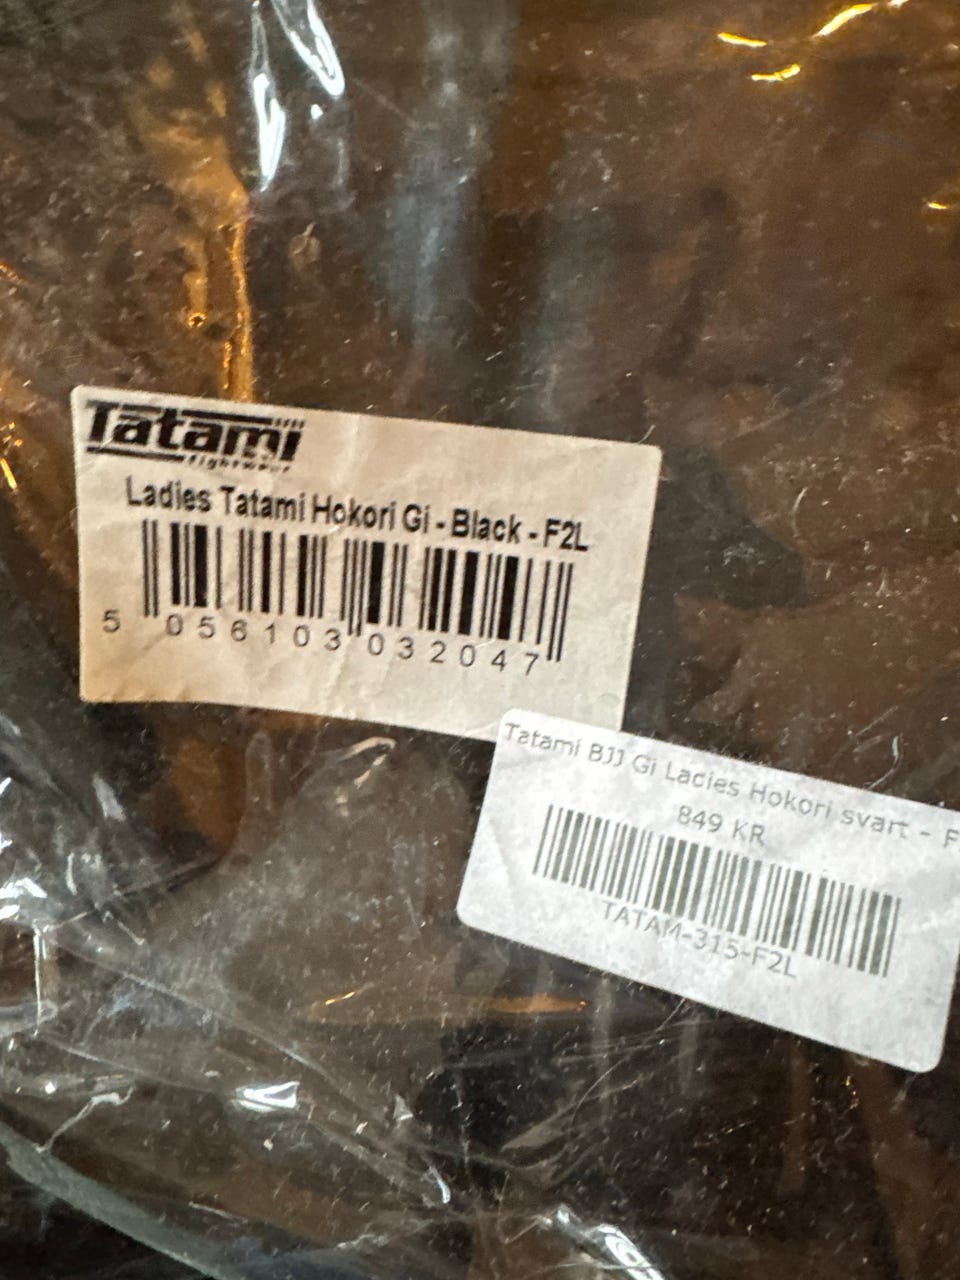 Tatami
fightwear
Ladies Tatami Hokori Gi - Black - F2L
5 056103 032047
Tatami BJJ Gi Ladies Hokori svart - F
849 KR
TATAM-315-F2L